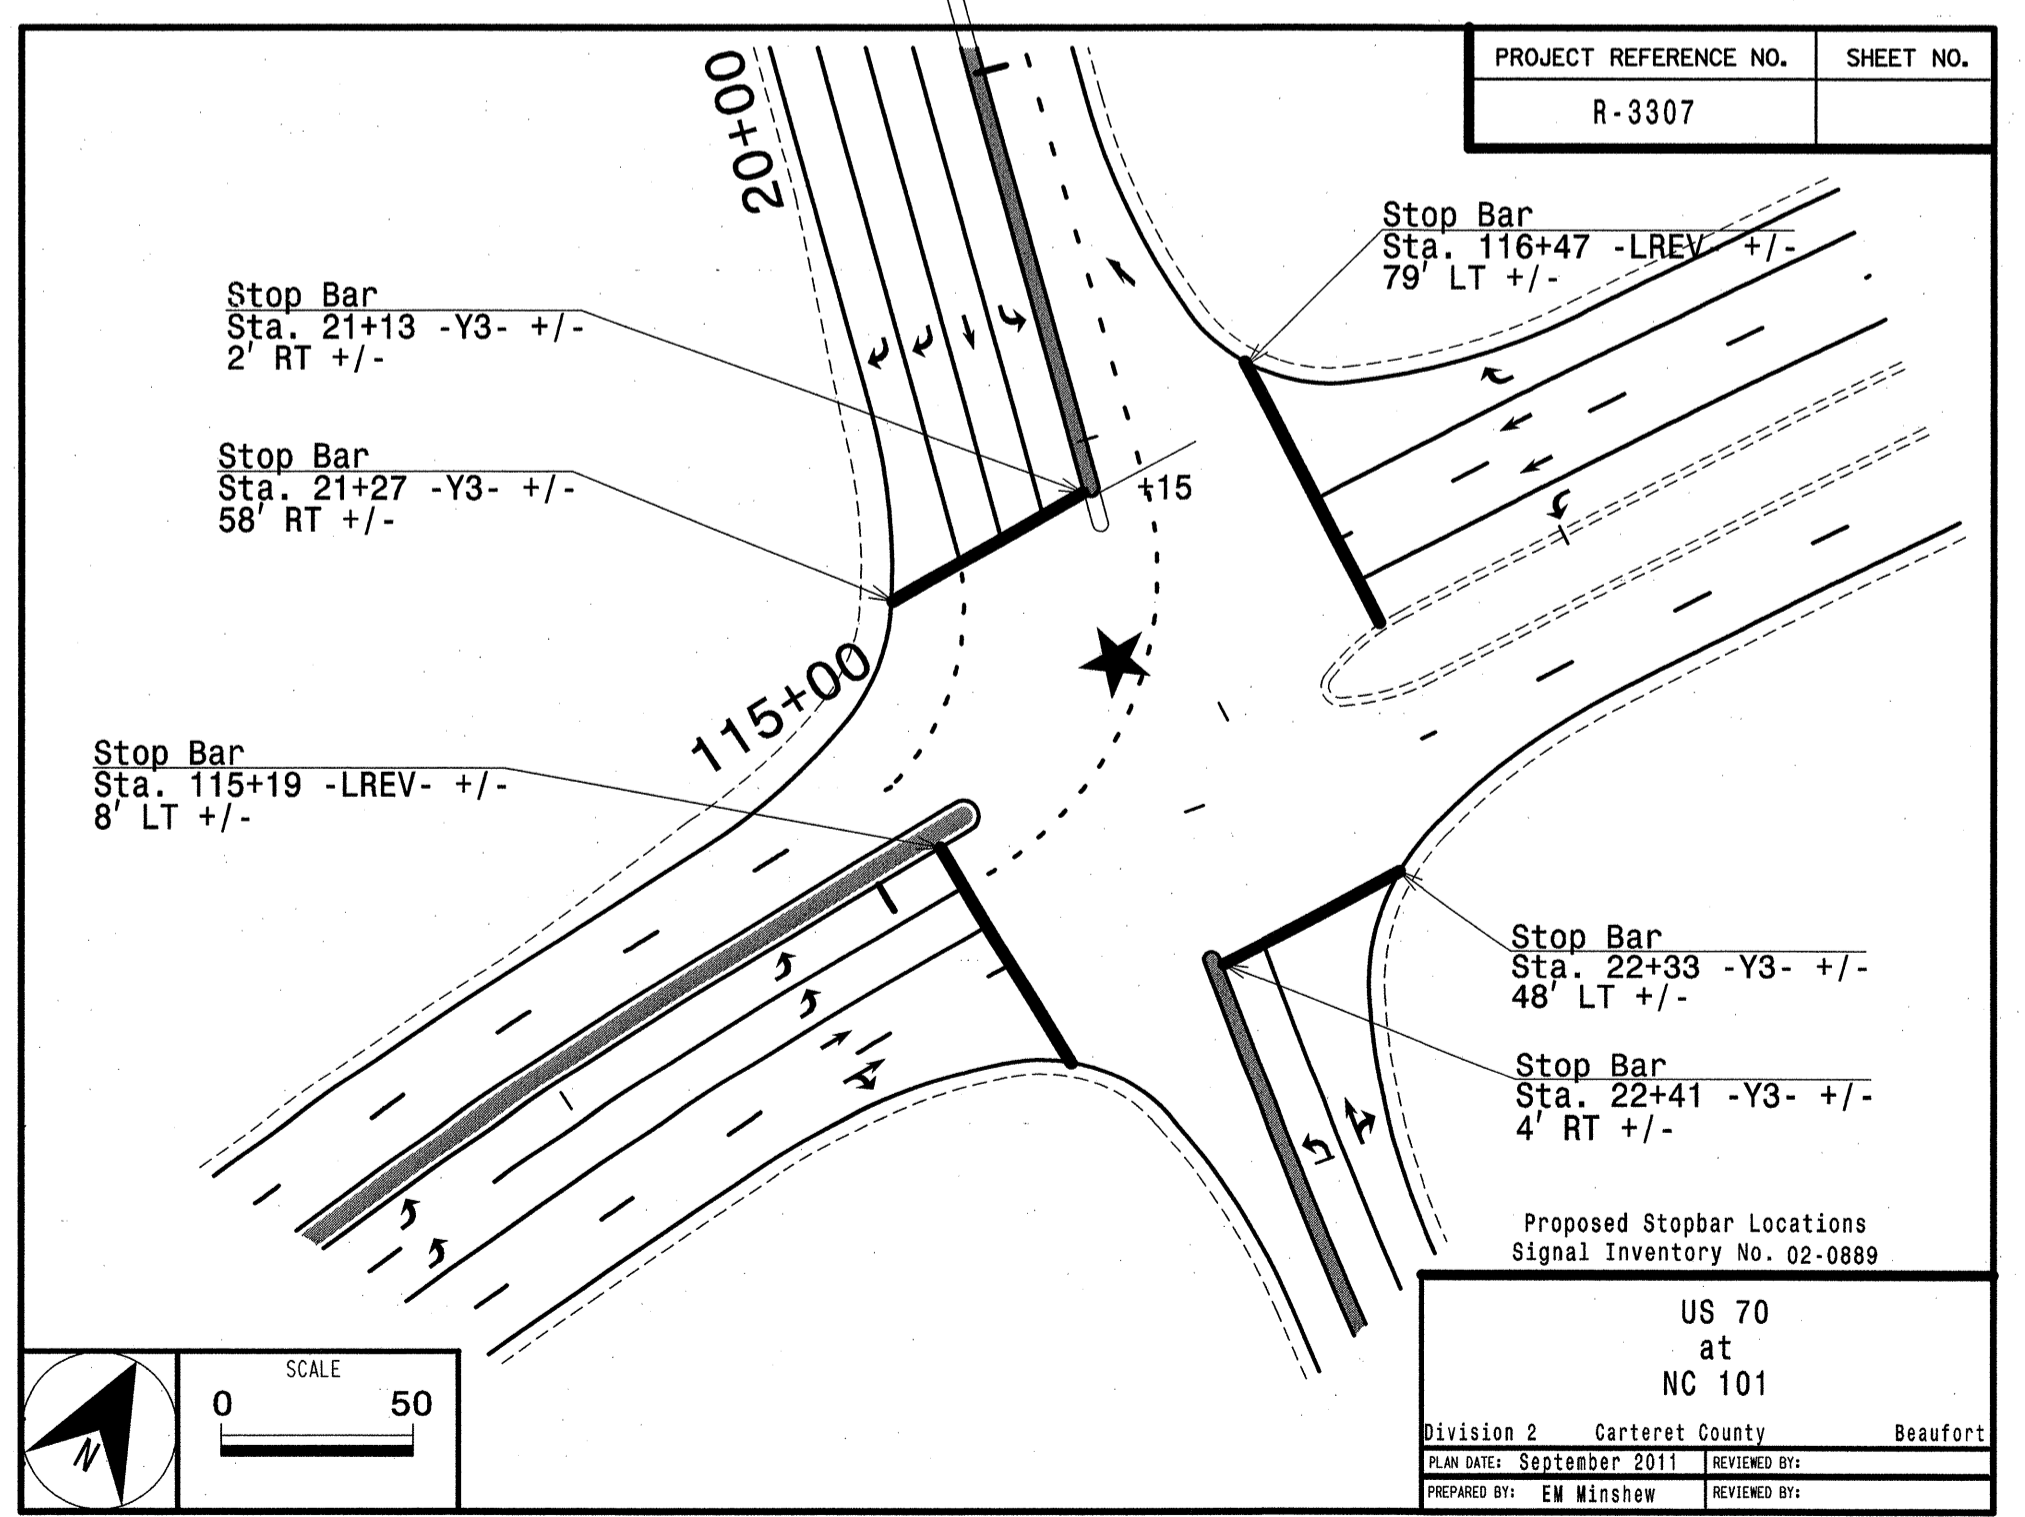 PROJECT REFERENCE NO.
SHEET NO.
R-3307
20+00
Stop Bar
Sta. 116+47 -LREV- +/-
79' LT +/-
Stop Bar
Sta. 21+13 -Y3- +/-
2' RT +/-
Stop Bar
Sta. 21+27 -Y3- +/-
58' RT +/-
+15
115+00
Stop Bar
Sta. 115+19 -LREV- +/-
8' LT +/-
Stop Bar
Sta. 22+33 -Y3- +/-
48' LT +/-
Stop Bar
Sta. 22+41 -Y3- +/-
4' RT +/-
Proposed Stopbar Locations
Signal Inventory No. 02-0889
US 70
at
NC 101
Division 2 Carteret County Beaufort
PLAN DATE: September 2011 REVIEWED BY:
PREPARED BY: EM Minshew REVIEWED BY:
N
SCALE
0 50